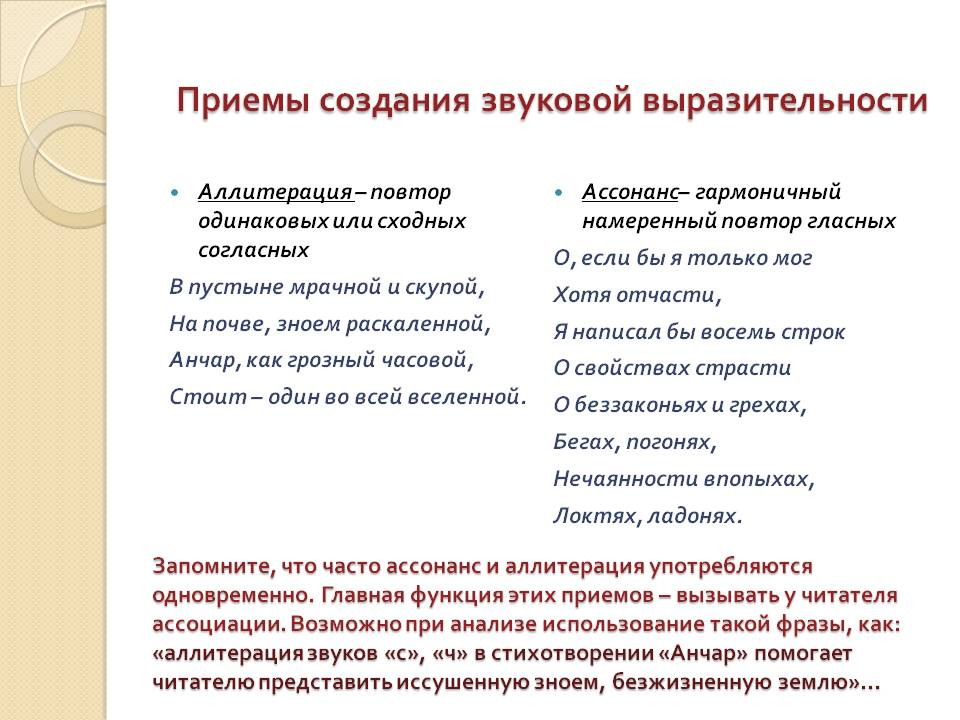 Приемы создания звуковой выразительности
• Аллитерация – повтор
одинаковых или сходных
согласных
В пустыне мрачной и скупой,
На почве, зноем раскаленной,
Анчар, как грозный часовой,
Стоит – один во всей вселенной.
• Ассонанс– гармоничный
намеренный повтор гласных
О, если бы я только мог
Хотя отчасти,
Я написал бы восемь строк
О свойствах страсти
О беззаконьях и грехах,
Бегах, погонях,
Нечаянности впопыхах,
Локтях, ладонях.
Запомните, что часто ассонанс и аллитерация употребляются
одновременно. Главная функция этих приемов – вызывать у читателя
ассоциации. Возможно при анализе использование такой фразы, как:
«аллитерация звуков «с», «ч» в стихотворении «Анчар» помогает
читателю представить иссушенную зноем, безжизненную землю»…